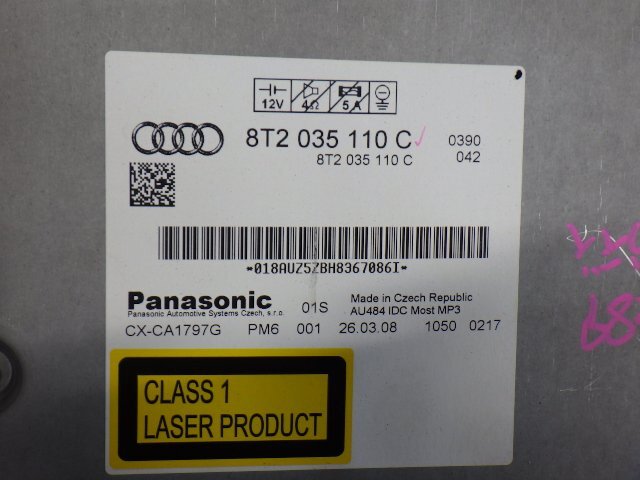 12V 4Ω 5A
8T2 035 110 C 0390
8T2 035 110 C 042
*018AUZ5ZBH8367086I*
Panasonic 01S Made in Czech Republic
Panasonic Automotive Systems Czech, s.r.o. AU484 IDC Most MP3
CX-CA1797G PM6 001 26.03.08 1050 0217
CLASS 1
LASER PRODUCT